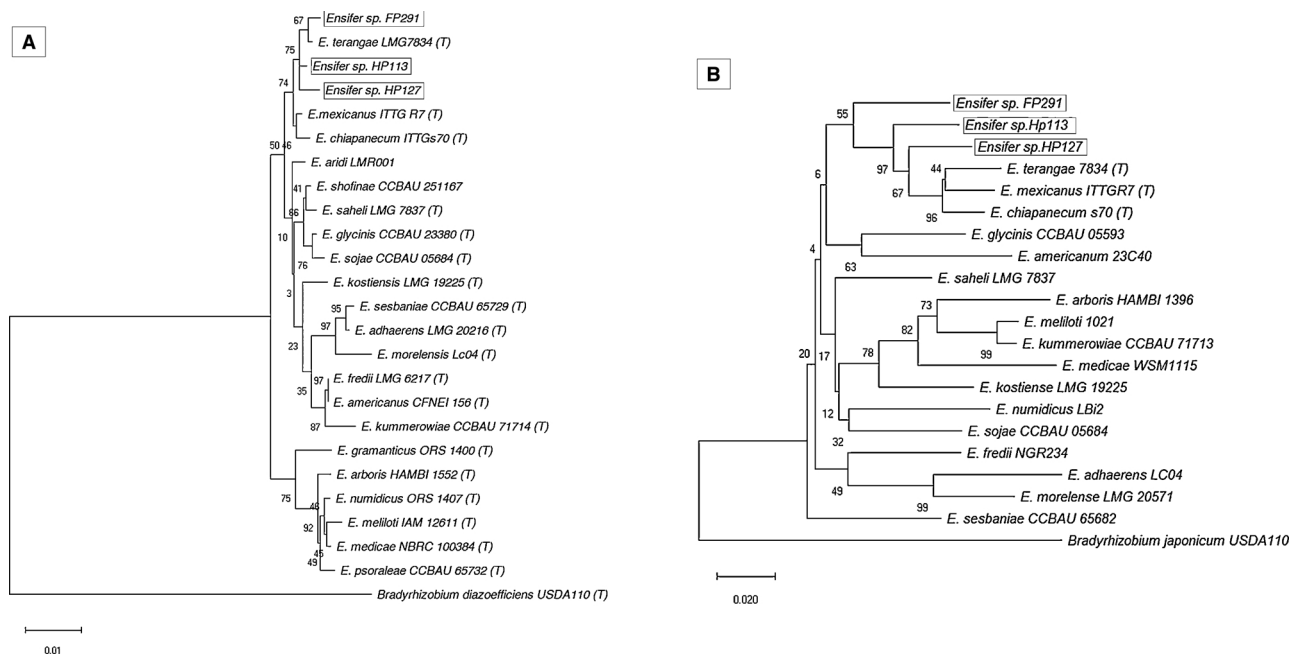 A
67
Ensifer sp. FP291
E. terangae LMG7834 (T)
75
Ensifer sp. HP113
74
Ensifer sp. HP127
E.mexicanus ITTG R7 (T)
E. chiapanecum ITTGs70 (T)
50
46
E. aridi LMR001
41
E. shofinae CCBAU 251167
66
E. saheli LMG 7837 (T)
10
E. glycinis CCBAU 23380 (T)
76
E. sojae CCBAU 05684 (T)
3
E. kostiensis LMG 19225 (T)
95
E. sesbaniae CCBAU 65729 (T)
97
E. adhaerens LMG 20216 (T)
23
E. morelensis Lc04 (T)
97
E. fredii LMG 6217 (T)
35
E. americanus CFNEI 156 (T)
87
E. kummerowiae CCBAU 71714 (T)
E. gramanticus ORS 1400 (T)
75
E. arboris HAMBI 1552 (T)
46
E. numidicus ORS 1407 (T)
92
E. meliloti IAM 12611 (T)
45
E. medicae NBRC 100384 (T)
49
E. psoraleae CCBAU 65732 (T)
Bradyrhizobium diazoefficiens USDA110 (T)
0.01
B
55
Ensifer sp. FP291
Ensifer sp.Hp113
Ensifer sp.HP127
97
44
E. terangae 7834 (T)
6
67
E. mexicanus ITTGR7 (T)
96
E. chiapanecum s70 (T)
E. glycinis CCBAU 05593
4
E. americanum 23C40
63
E. saheli LMG 7837
73
E. arboris HAMBI 1396
82
E. meliloti 1021
E. kummerowiae CCBAU 71713
99
20
17
78
E. medicae WSM1115
E. kostiense LMG 19225
12
E. numidicus LBi2
E. sojae CCBAU 05684
32
E. fredii NGR234
E. adhaerens LC04
49
E. morelense LMG 20571
99
E. sesbaniae CCBAU 65682
Bradyrhizobium japonicum USDA110
0.020